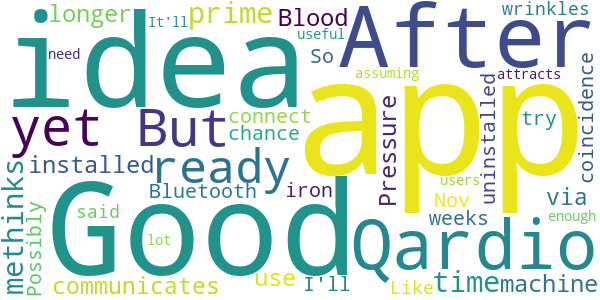 longer It'll prime Blood After wrinkles
idea useful So
need assuming attracts
yet But app connect chance Pressure uninstalled try coincidence
methinks installed ready Bluetooth iron users
Possibly said Good Nov via
lot I'll weeks enough
communicates use Qardio Like time machine